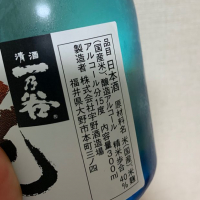 清酒
一乃谷
品目 日本酒
原材料名 米(国産)、米麹
(国産米)、醸造アルコール 精米歩合 40%
アルコール分15度 内容量300ml
製造者 株式会社宇野酒造場
福井県大野市本町三ノ四